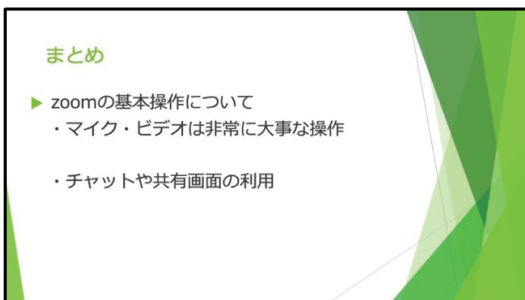 まとめ
zoomの基本操作について
・マイク・ビデオは非常に大事な操作
・チャットや共有画面の利用